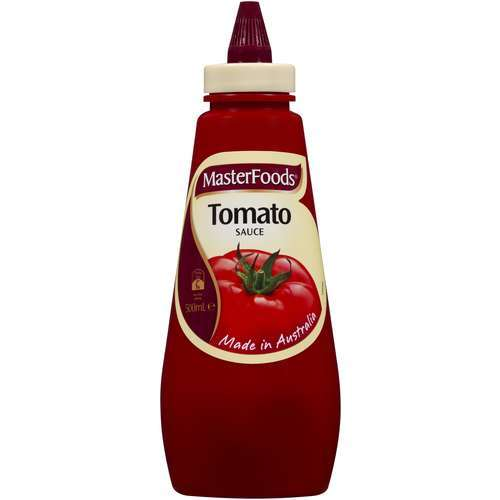 MasterFoods®
Tomato
SAUCE
500mL e
Made in Australia